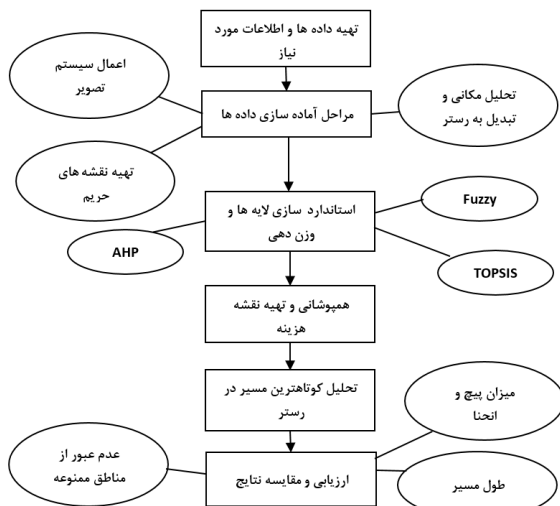 تهیه داده ها و اطلاعات مورد
نیاز
اعمال سیستم
تصویر
مراحل آماده سازی داده ها
تحلیل مکانی و
تبدیل به رستر
تهیه نقشه های
حریم
استاندارد سازی لایه ها و
وزن دهی
Fuzzy
AHP
TOPSIS
همپوشانی و تهیه نقشه
هزینه
تحلیل کوتاهترین مسیر در
رستر
میزان پیچ و
انحنا
عدم عبور از
مناطق ممنوعه
ارزیابی و مقایسه نتایج
طول مسیر